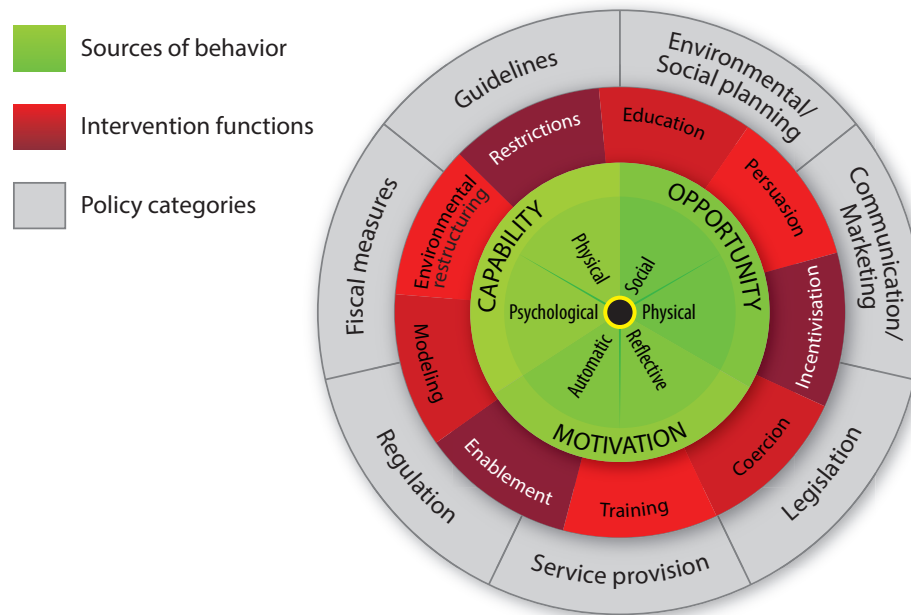 Sources of behavior
Intervention functions
Policy categories
Guidelines
Environmental/
Social planning
Communication/
Marketing
Legislation
Service provision
Regulation
Fiscal measures
Restrictions
Education
Persuasion
Incentivisation
Coercion
Training
Enablement
Modeling
Environmental
restructuring
CAPABILITY
OPPORTUNITY
MOTIVATION
Physical
Social
Psychological
Physical
Automatic
Reflective